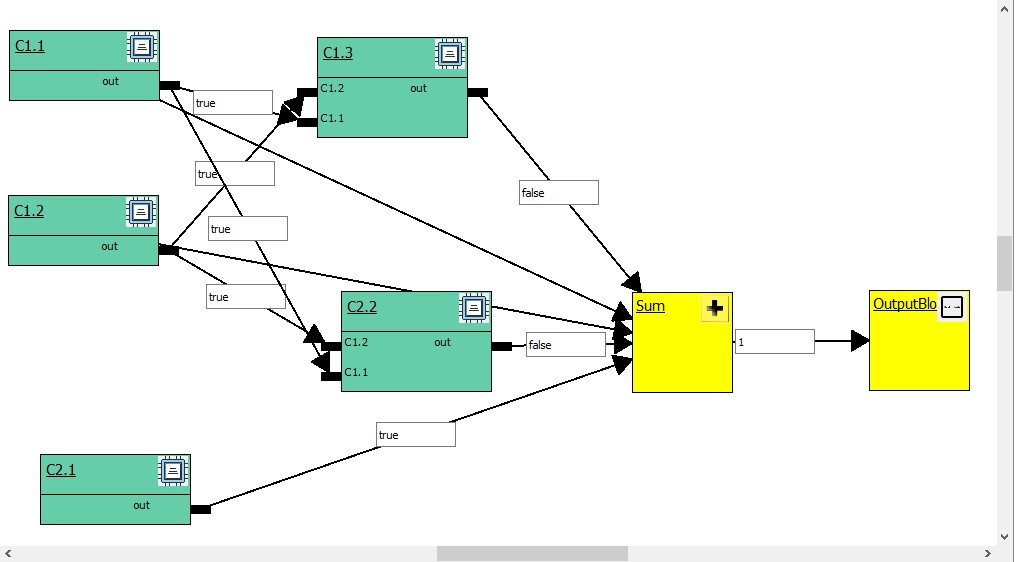 C1.1
out
C1.3
C1.2 out
C1.1
true
true
false
C1.2
out
true
true
C2.2
C1.2 out
C1.1
false
Sum
1
OutputBlo
true
C2.1
out